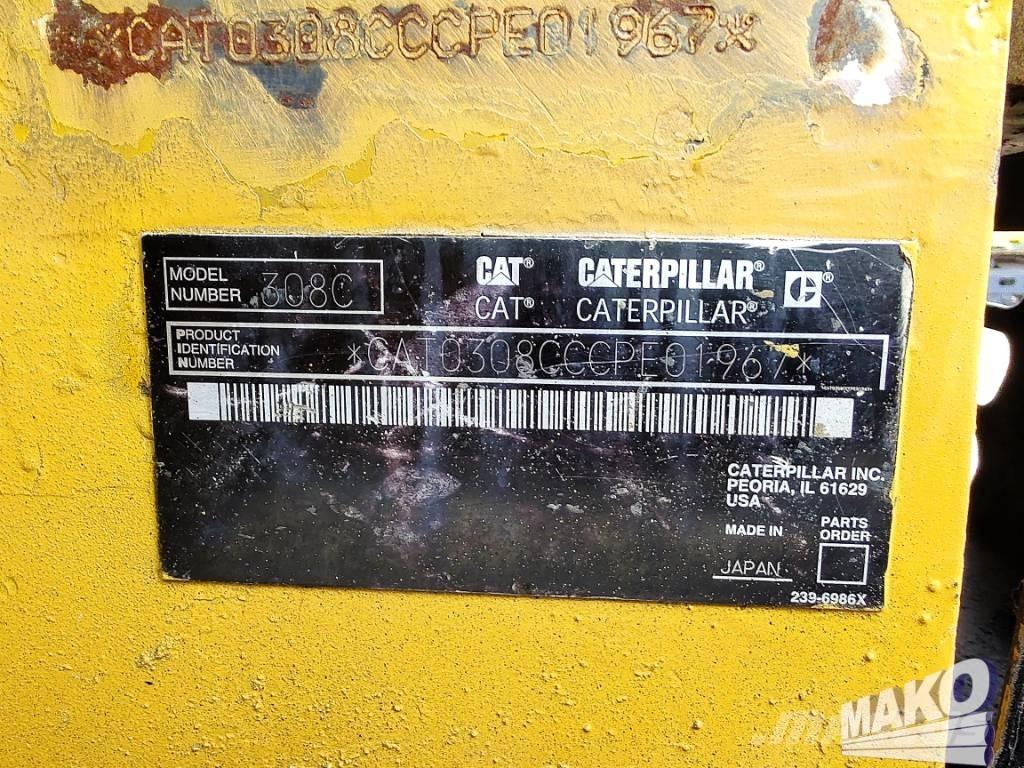 *CAT0308CCCPE01967*
MODEL NUMBER 308C
CAT® CATERPILLAR® C®
CAT® CATERPILLAR®
PRODUCT IDENTIFICATION NUMBER *CAT0308CCCPE01967*
CATERPILLAR INC.
PEORIA, IL 61629
USA
MADE IN JAPAN
PARTS ORDER
239-6986X
MAKO